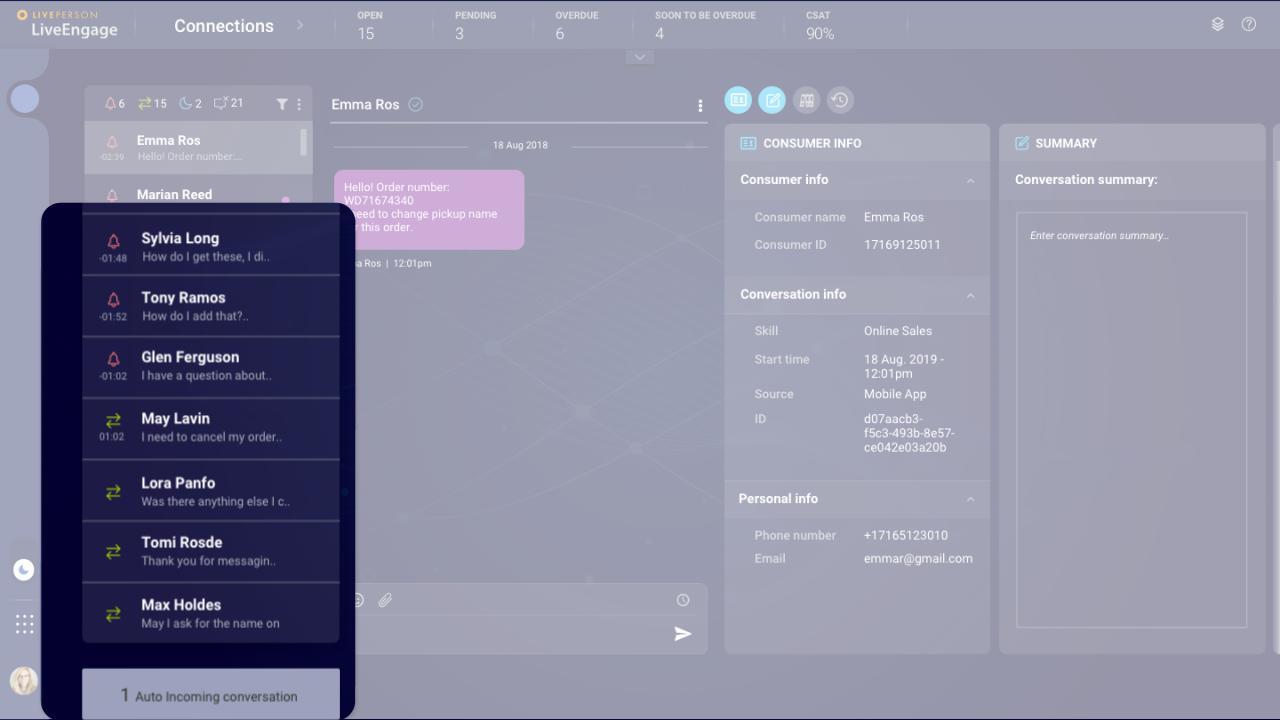 LIVEPERSON
LiveEngage
Connections
OPEN
15
PENDING
3
OVERDUE
6
SOON TO BE OVERDUE
4
CSAT
90%
6 15 2 21
Emma Ros
-02:39
Hello! Order number:...
Marian Reed
Sylvia Long
-01:48
How do I get these, I di..
Tony Ramos
-01:52
How do I add that?..
Glen Ferguson
-01:02
I have a question about..
May Lavin
01:02
I need to cancel my order..
Lora Panfo
Was there anything else I c..
Tomi Rosde
Thank you for messagin..
Max Holdes
May I ask for the name on
1 Auto Incoming conversation
Emma Ros
18 Aug 2018
Hello! Order number:
WD71674340
need to change pickup name
this order.
Ros | 12:01pm
CONSUMER INFO
Consumer info
Consumer name Emma Ros
Consumer ID 17169125011
Conversation info
Skill Online Sales
Start time 18 Aug. 2019 -
12:01pm
Source Mobile App
ID d07aacb3-
f5c3-493b-8e57-
ce042e03a20b
Personal info
Phone number +17165123010
Email emmar@gmail.com
SUMMARY
Conversation summary:
Enter conversation summary...